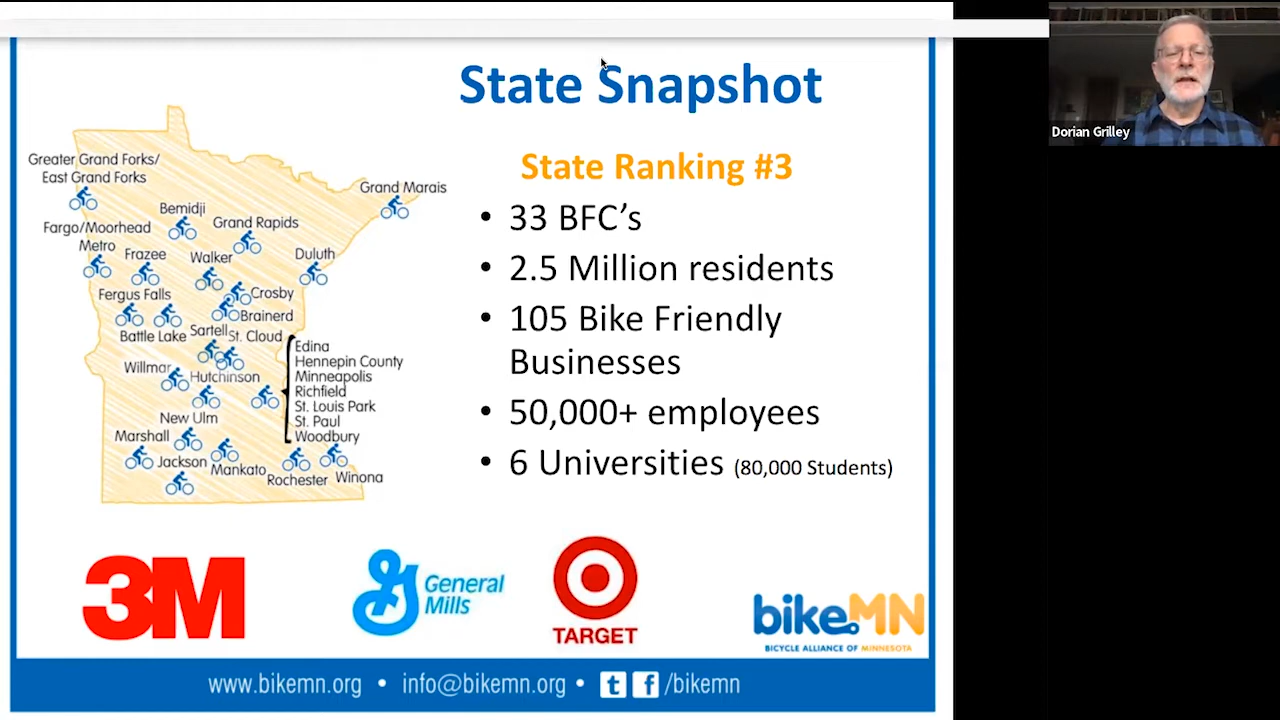 State Snapshot
Dorian Grilley
State Ranking #3
• 33 BFC's
• 2.5 Million residents
• 105 Bike Friendly
Businesses
• 50,000+ employees
• 6 Universities (80,000 Students)
Greater Grand Forks/
East Grand Forks
Grand Marais
Bemidji
Grand Rapids
Fargo/Moorhead
Metro
Frazee
Walker
Duluth
Fergus Falls
Crosby
Brainerd
Battle Lake
Sartell
St. Cloud
Edina
Hennepin County
Minneapolis
Richfield
St. Louis Park
St. Paul
Woodbury
Willmar
Hutchinson
New Ulm
Marshall
Jackson
Mankato
Rochester
Winona
3M
General
Mills
TARGET
bikeMN
BICYCLE ALLIANCE OF MINNESOTA
www.bikemn.org • info@bikemn.org • t f /bikemn